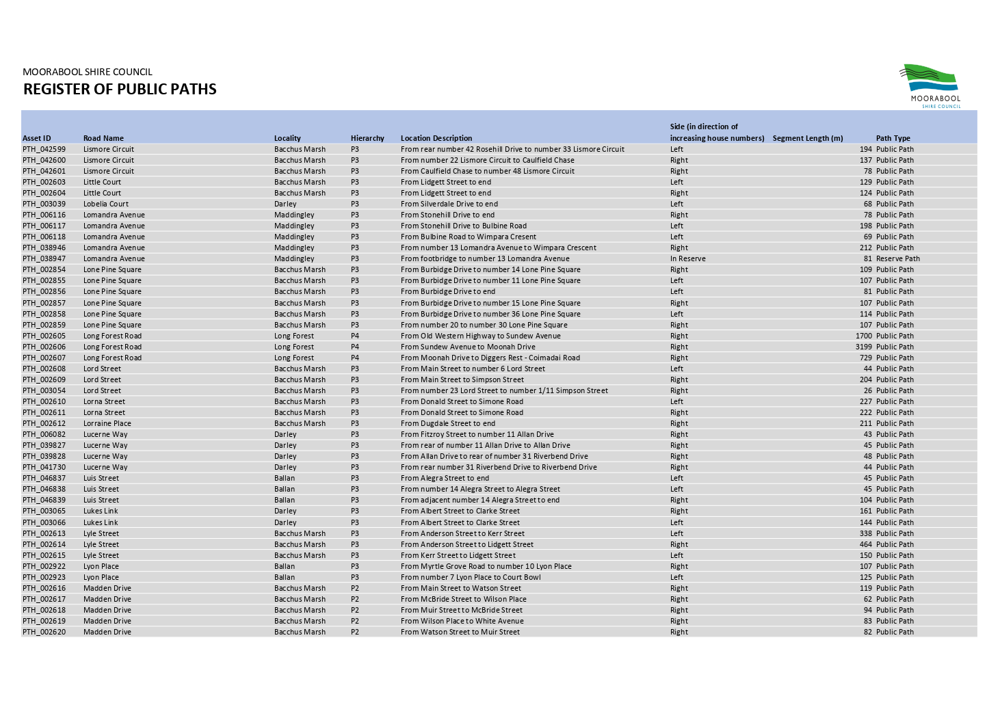 MOORABOOL SHIRE COUNCIL
REGISTER OF PUBLIC PATHS
MOORABOOL
SHIRE COUNCIL
Side (in direction of
Asset ID Road Name Locality Hierarchy Location Description increasing house numbers) Segment Length (m) Path Type
PTH_042599 Lismore Circuit Bacchus Marsh P3 From rear number 42 Rosehill Drive to number 33 Lismore Circuit Left 194 Public Path
PTH_042600 Lismore Circuit Bacchus Marsh P3 From number 22 Lismore Circuit to Caulfield Chase Right 137 Public Path
PTH_042601 Lismore Circuit Bacchus Marsh P3 From Caulfield Chase to number 48 Lismore Circuit Right 78 Public Path
PTH_002603 Little Court Bacchus Marsh P3 From Lidgett Street to end Left 129 Public Path
PTH_002604 Little Court Bacchus Marsh P3 From Lidgett Street to end Right 124 Public Path
PTH_003039 Lobelia Court Darley P3 From Silverdale Drive to end Left 68 Public Path
PTH_006116 Lomandra Avenue Maddingley P3 From Stonehill Drive to end Right 78 Public Path
PTH_006117 Lomandra Avenue Maddingley P3 From Stonehill Drive to Bulbine Road Left 198 Public Path
PTH_006118 Lomandra Avenue Maddingley P3 From Bulbine Road to Wimpara Cresent Left 69 Public Path
PTH_038946 Lomandra Avenue Maddingley P3 From number 13 Lomandra Avenue to Wimpara Crescent Right 212 Public Path
PTH_038947 Lomandra Avenue Maddingley P3 From footbridge to number 13 Lomandra Avenue In Reserve 81 Reserve Path
PTH_002854 Lone Pine Square Bacchus Marsh P3 From Burbidge Drive to number 14 Lone Pine Square Right 109 Public Path
PTH_002855 Lone Pine Square Bacchus Marsh P3 From Burbidge Drive to number 11 Lone Pine Square Left 107 Public Path
PTH_002856 Lone Pine Square Bacchus Marsh P3 From Burbidge Drive to end Left 81 Public Path
PTH_002857 Lone Pine Square Bacchus Marsh P3 From Burbidge Drive to number 15 Lone Pine Square Right 107 Public Path
PTH_002858 Lone Pine Square Bacchus Marsh P3 From Burbidge Drive to number 36 Lone Pine Square Left 114 Public Path
PTH_002859 Lone Pine Square Bacchus Marsh P3 From number 20 to number 30 Lone Pine Square Right 107 Public Path
PTH_002605 Long Forest Road Long Forest P4 From Old Western Highway to Sundew Avenue Right 1700 Public Path
PTH_002606 Long Forest Road Long Forest P4 From Sundew Avenue to Moonah Drive Right 3199 Public Path
PTH_002607 Long Forest Road Long Forest P4 From Moonah Drive to Diggers Rest - Coimadai Road Right 729 Public Path
PTH_002608 Lord Street Bacchus Marsh P3 From Main Street to number 6 Lord Street Left 44 Public Path
PTH_002609 Lord Street Bacchus Marsh P3 From Main Street to Simpson Street Right 204 Public Path
PTH_003054 Lord Street Bacchus Marsh P3 From number 23 Lord Street to number 1/11 Simpson Street Right 26 Public Path
PTH_002610 Lorna Street Bacchus Marsh P3 From Donald Street to Simone Road Left 227 Public Path
PTH_002611 Lorna Street Bacchus Marsh P3 From Donald Street to Simone Road Right 222 Public Path
PTH_002612 Lorraine Place Bacchus Marsh P3 From Dugdale Street to end Right 211 Public Path
PTH_006082 Lucerne Way Darley P3 From Fitzroy Street to number 11 Allan Drive Right 43 Public Path
PTH_039827 Lucerne Way Darley P3 From rear of number 11 Allan Drive to Allan Drive Right 45 Public Path
PTH_039828 Lucerne Way Darley P3 From Allan Drive to rear of number 31 Riverbend Drive Right 48 Public Path
PTH_041730 Lucerne Way Darley P3 From rear number 31 Riverbend Drive to Riverbend Drive Right 44 Public Path
PTH_046837 Luis Street Ballan P3 From Alegra Street to end Left 45 Public Path
PTH_046838 Luis Street Ballan P3 From number 14 Alegra Street to Alegra Street Left 45 Public Path
PTH_046839 Luis Street Ballan P3 From adjacent number 14 Alegra Street to end Right 104 Public Path
PTH_003065 Lukes Link Darley P3 From Albert Street to Clarke Street Right 161 Public Path
PTH_003066 Lukes Link Darley P3 From Albert Street to Clarke Street Left 144 Public Path
PTH_002613 Lyle Street Bacchus Marsh P3 From Anderson Street to Kerr Street Left 338 Public Path
PTH_002614 Lyle Street Bacchus Marsh P3 From Anderson Street to Lidgett Street Right 464 Public Path
PTH_002615 Lyle Street Bacchus Marsh P3 From Kerr Street to Lidgett Street Left 150 Public Path
PTH_002922 Lyon Place Ballan P3 From Myrtle Grove Road to number 10 Lyon Place Right 107 Public Path
PTH_002923 Lyon Place Ballan P3 From number 7 Lyon Place to Court Bowl Left 125 Public Path
PTH_002616 Madden Drive Bacchus Marsh P2 From Main Street to Watson Street Right 119 Public Path
PTH_002617 Madden Drive Bacchus Marsh P2 From McBride Street to Wilson Place Right 62 Public Path
PTH_002618 Madden Drive Bacchus Marsh P2 From Muir Street to McBride Street Right 94 Public Path
PTH_002619 Madden Drive Bacchus Marsh P2 From Wilson Place to White Avenue Right 83 Public Path
PTH_002620 Madden Drive Bacchus Marsh P2 From Watson Street to Muir Street Right 82 Public Path